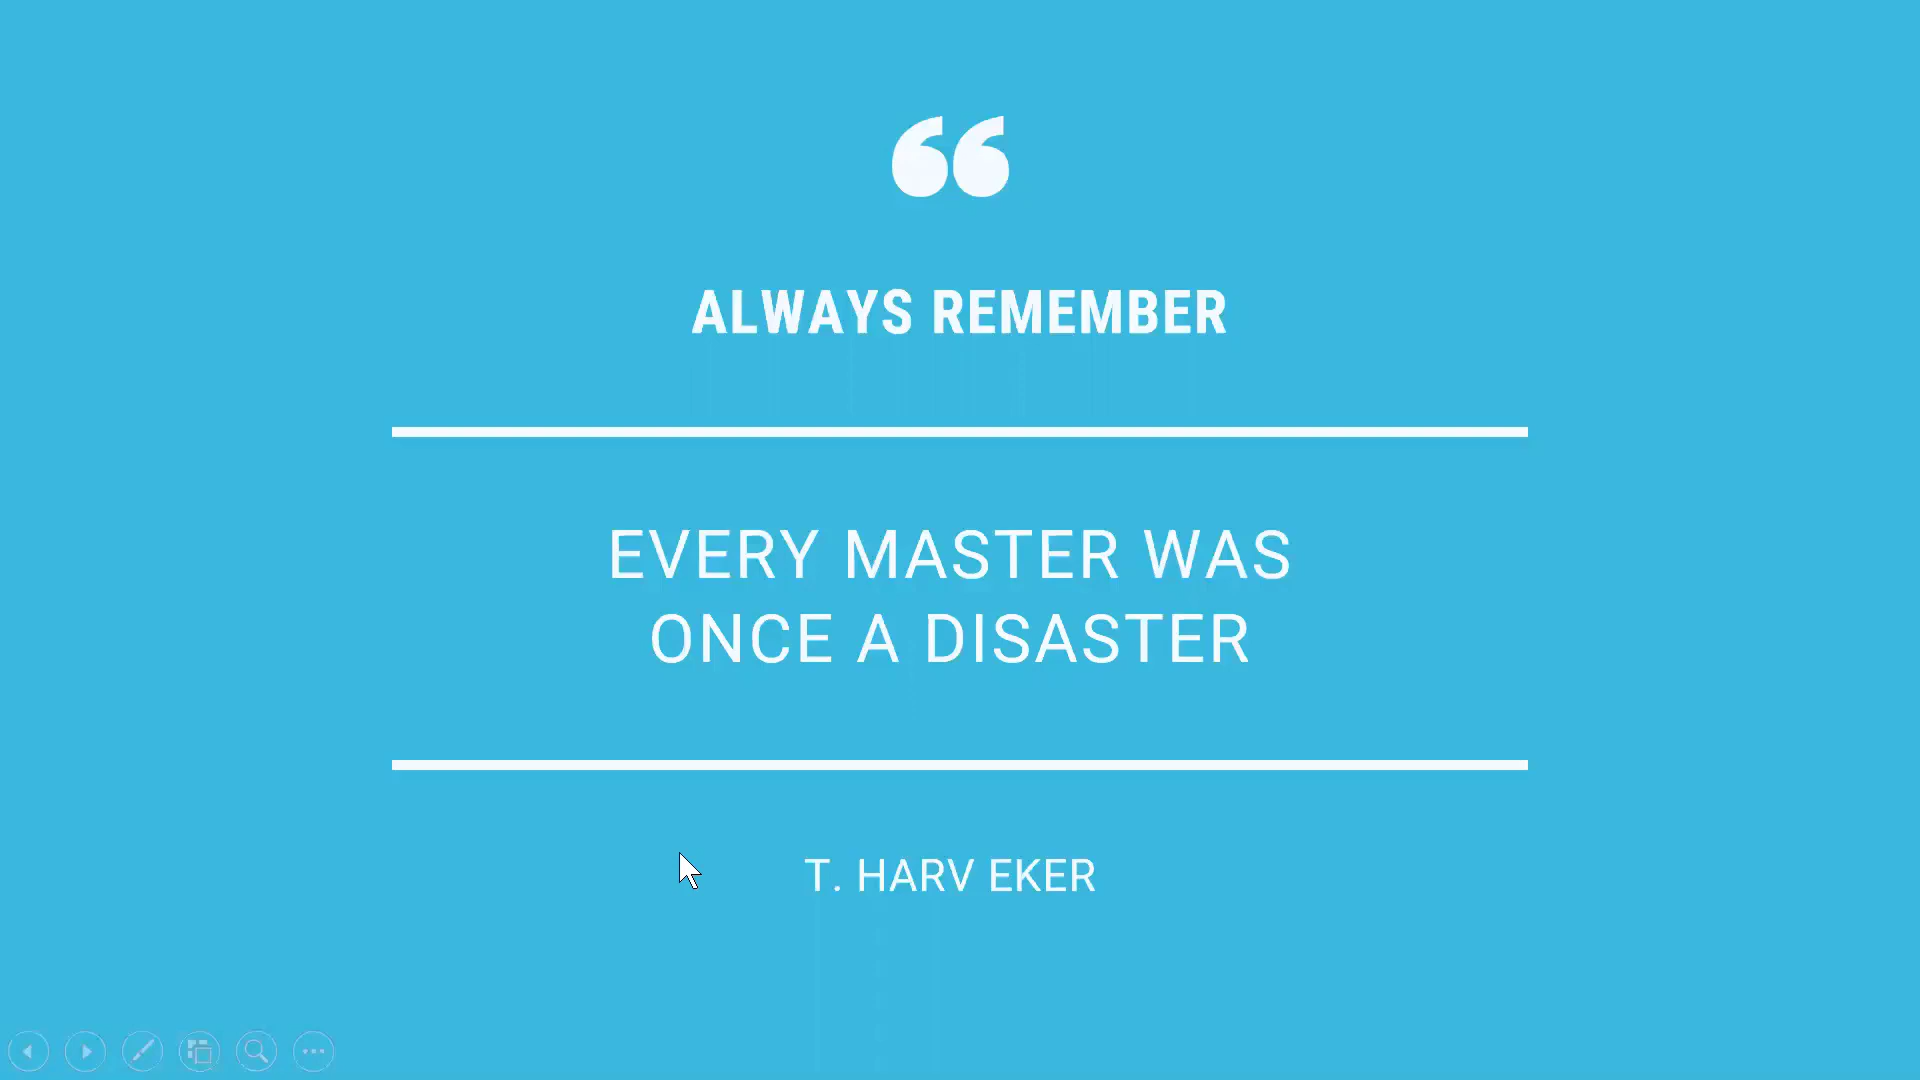 ❝
ALWAYS REMEMBER
EVERY MASTER WAS
ONCE A DISASTER
T. HARV EKER